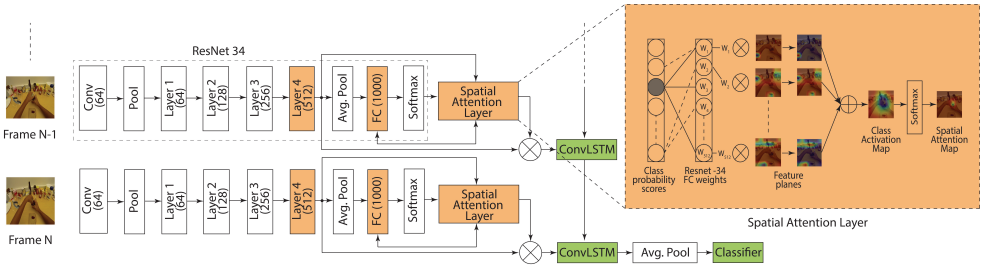 ResNet 34
Frame N-1
Conv
(64)
Pool
Layer 1
(64)
Layer 2
(128)
Layer 3
(256)
Layer 4
(512)
Avg. Pool
FC (1000)
Softmax
Spatial
Attention
Layer
ConvLSTM
Frame N
Conv
(64)
Pool
Layer 1
(64)
Layer 2
(128)
Layer 3
(256)
Layer 4
(512)
Avg. Pool
FC (1000)
Softmax
Spatial
Attention
Layer
ConvLSTM
Avg. Pool
Classifier
W1
W1
W2
W2
W512
W512
Class
probability
scores
Resnet -34
FC weights
Feature
planes
Class
Activation
Map
Softmax
Spatial
Attention
Map
Spatial Attention Layer